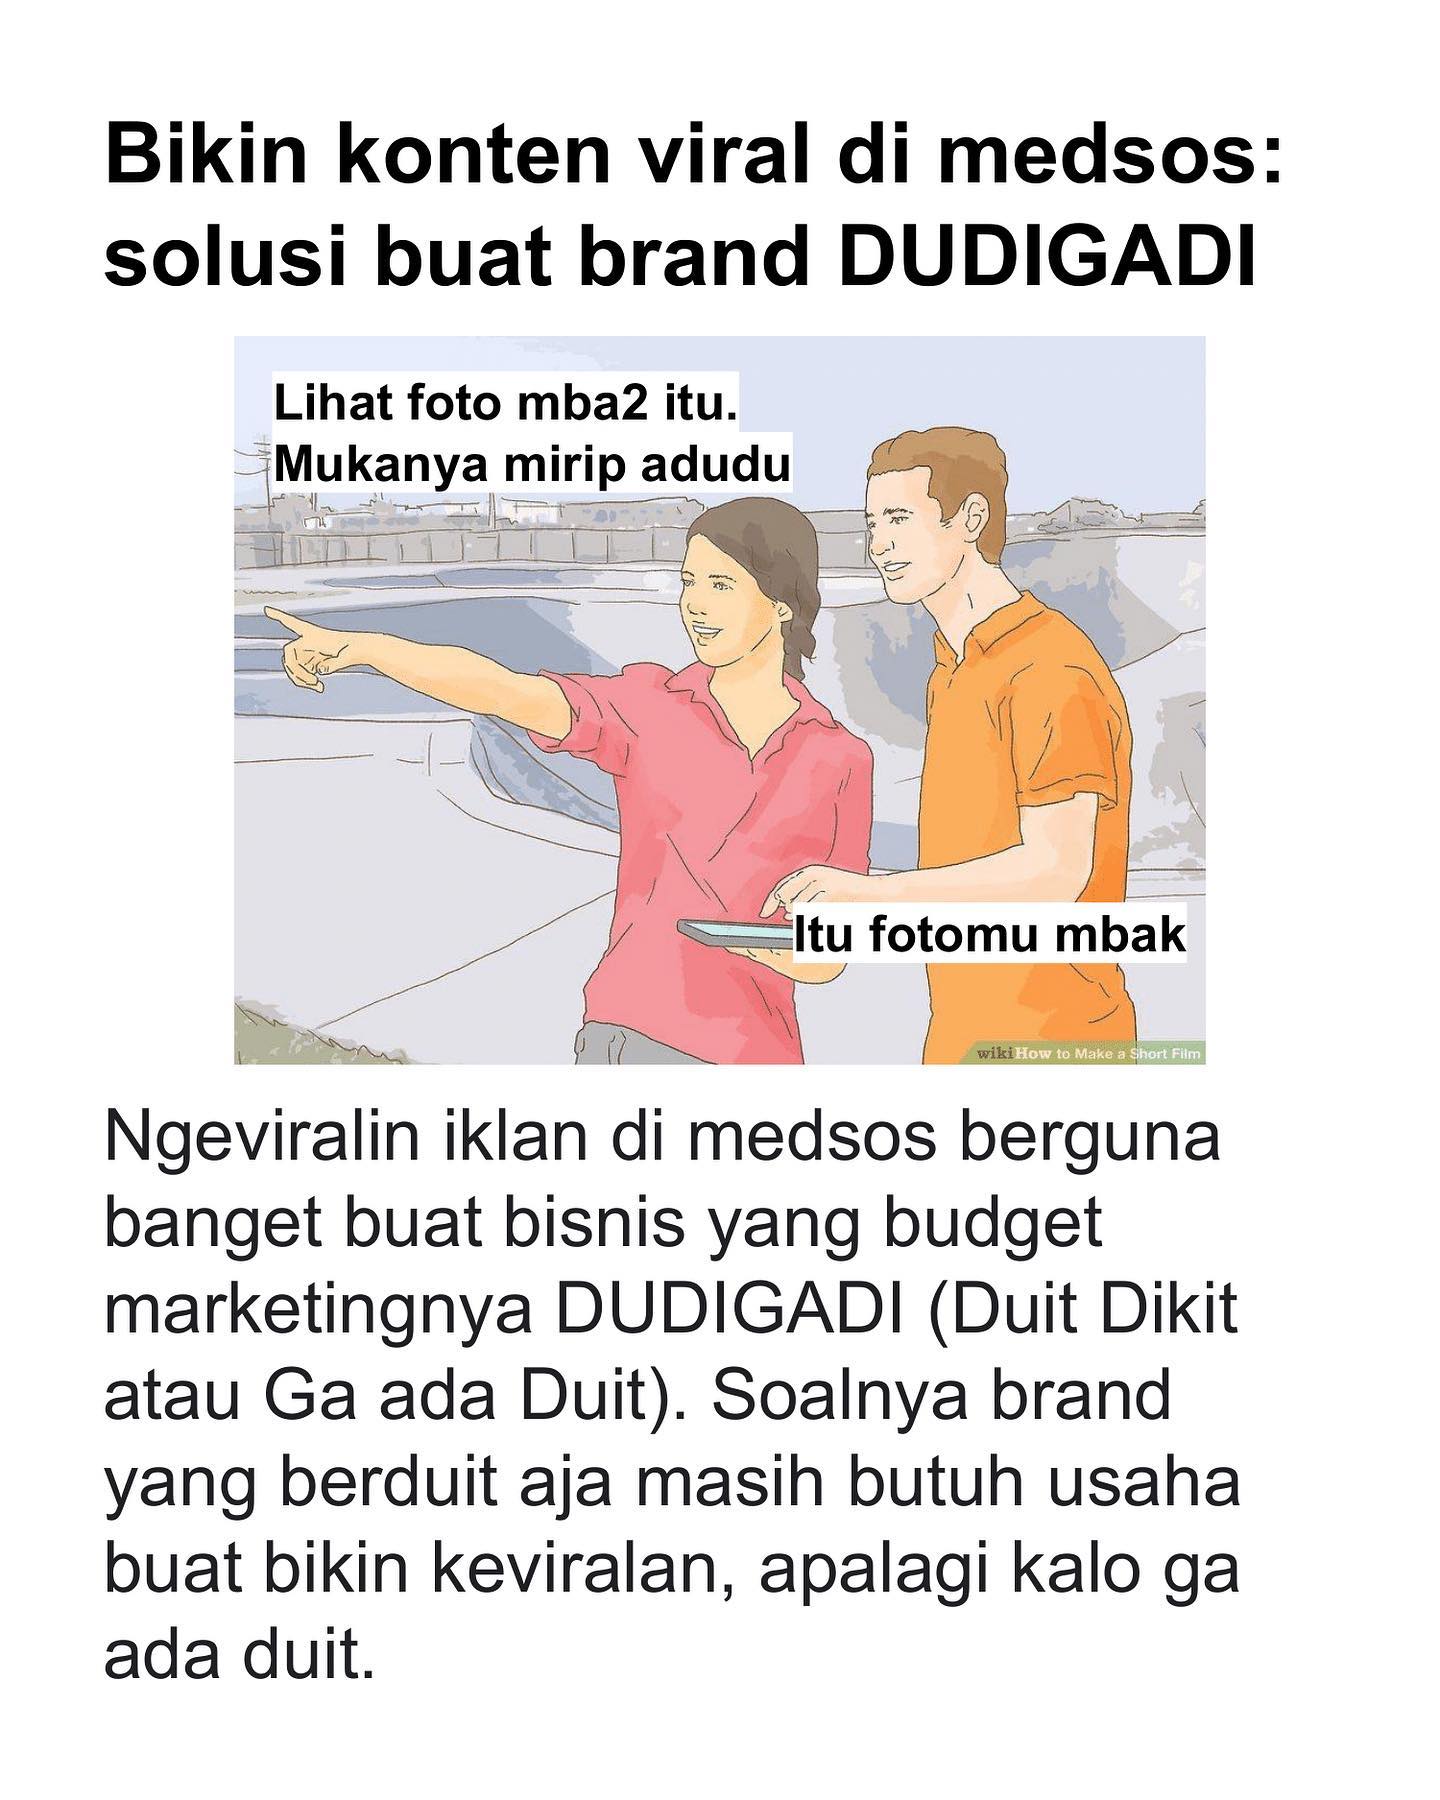 Bikin konten viral di medsos:
solusi buat brand DUDIGADI
Lihat foto mba2 itu.
Mukanya mirip adudu
Itu fotomu mbak
wikiHow to Make a Short Film
Ngeviralin iklan di medsos berguna
banget buat bisnis yang budget
marketingnya DUDIGADI (Duit Dikit
atau Ga ada Duit). Soalnya brand
yang berduit aja masih butuh usaha
buat bikin keviralan, apalagi kalo ga
ada duit.